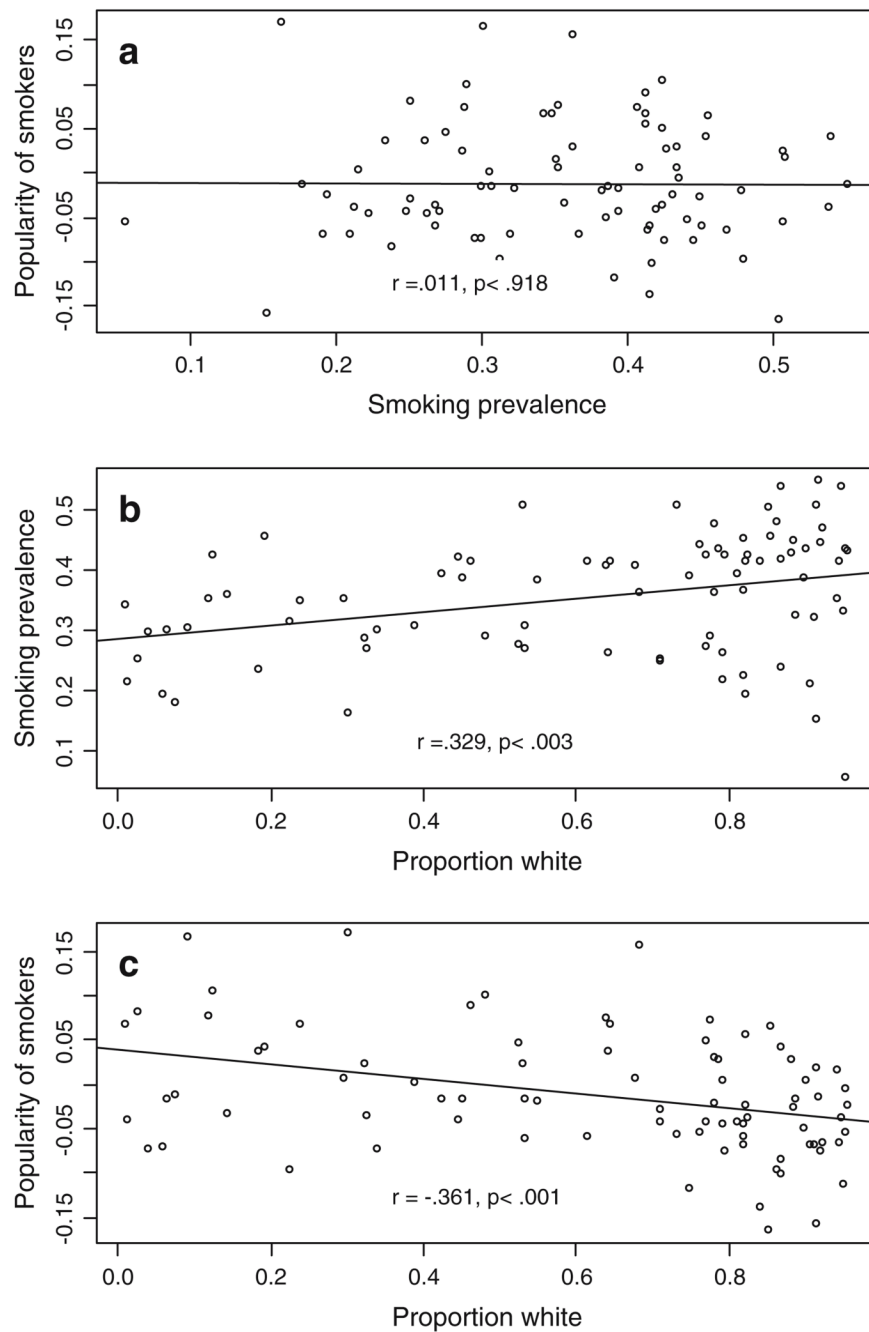 a
Popularity of smokers
0.15
0.05
-0.05
-0.15
r =.011, p< .918
0.1 0.2 0.3 0.4 0.5
Smoking prevalence
b
Smoking prevalence
0.5
0.4
0.3
0.2
0.1
r =.329, p< .003
0.0 0.2 0.4 0.6 0.8
Proportion white
c
Popularity of smokers
0.15
0.05
-0.05
-0.15
r = -.361, p< .001
0.0 0.2 0.4 0.6 0.8
Proportion white